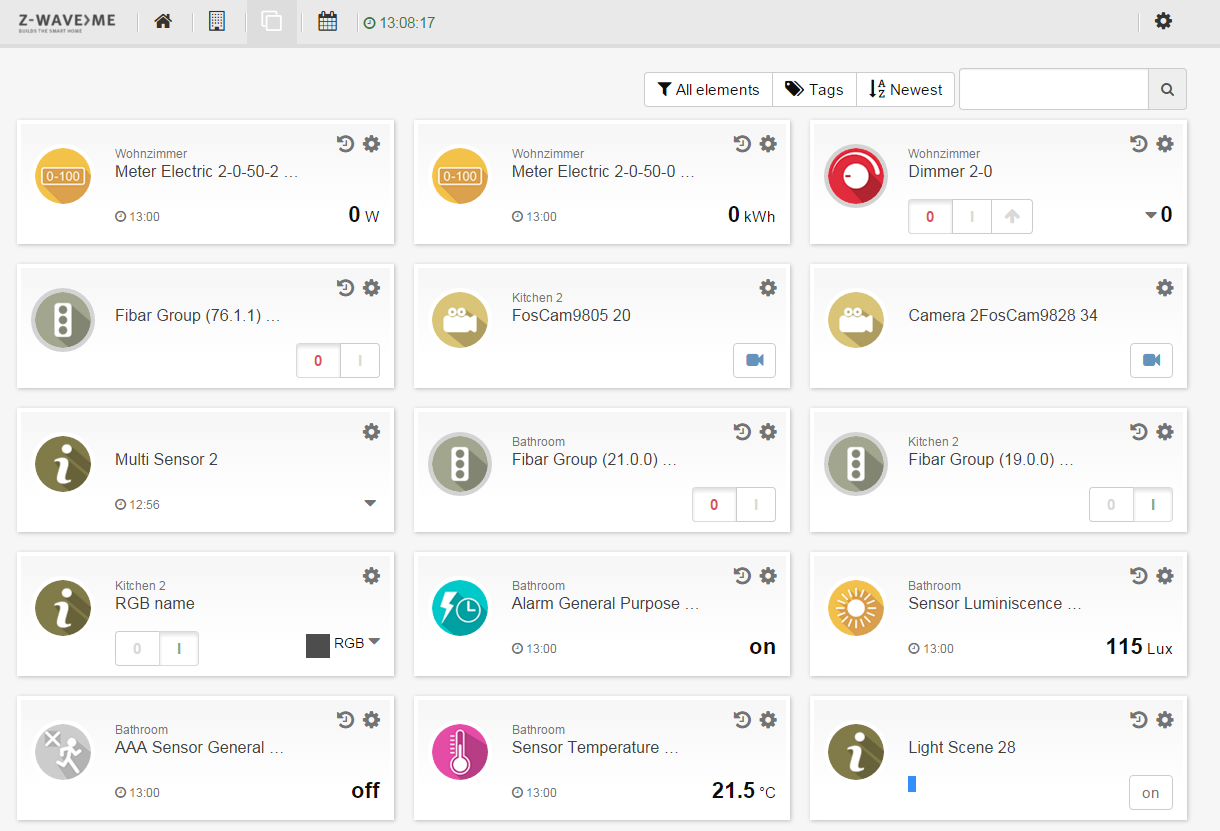 Z-WAVE>ME
BUILDS THE SMART HOME
13:08:17
All elements
Tags
Newest
Wohnzimmer
Meter Electric 2-0-50-2 ...
0-100
13:00
0 W
Wohnzimmer
Meter Electric 2-0-50-0 ...
0-100
13:00
0 kWh
Wohnzimmer
Dimmer 2-0
0 I
0
Fibar Group (76.1.1) ...
0 I
Kitchen 2
FosCam9805 20
Camera 2FosCam9828 34
Multi Sensor 2
12:56
Bathroom
Fibar Group (21.0.0) ...
0 I
Kitchen 2
Fibar Group (19.0.0) ...
0 I
Kitchen 2
RGB name
0 I
RGB
Bathroom
Alarm General Purpose ...
13:00
on
Bathroom
Sensor Luminiscence ...
13:00
115 Lux
Bathroom
AAA Sensor General ...
13:00
off
Bathroom
Sensor Temperature ...
13:00
21.5 °C
Light Scene 28
on